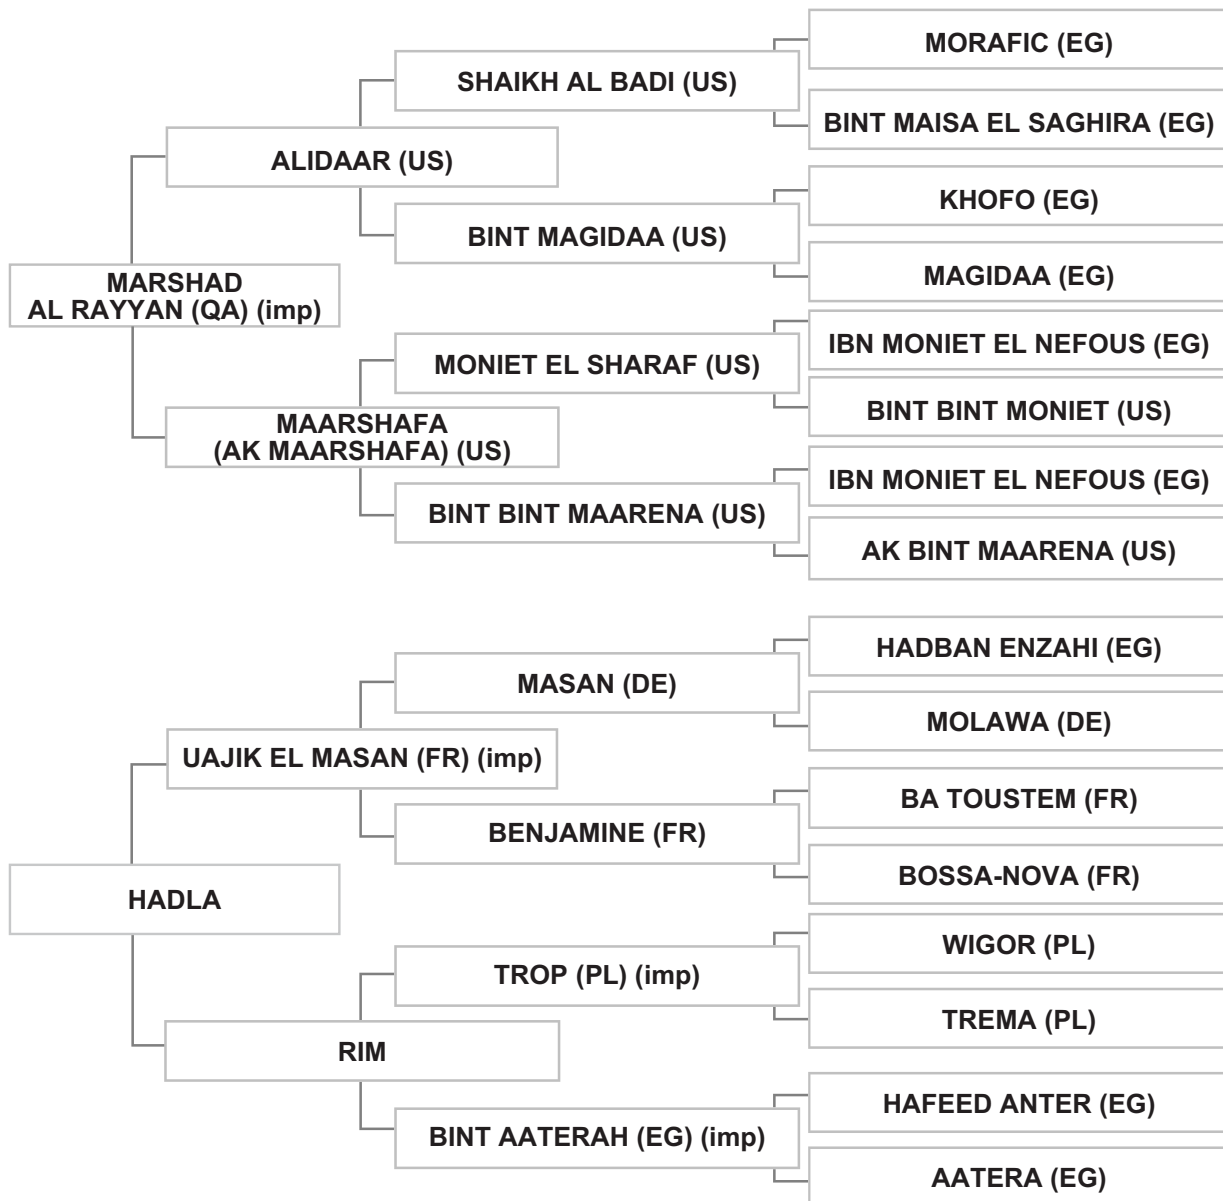 MORAFIC (EG)
SHAIKH AL BADI (US)
BINT MAISA EL SAGHIRA (EG)
ALIDAAR (US)
KHOFO (EG)
BINT MAGIDAA (US)
MAGIDAA (EG)
MARSHAD
AL RAYYAN (QA) (imp)
IBN MONIET EL NEFOUS (EG)
MONIET EL SHARAF (US)
BINT BINT MONIET (US)
MAARSHAFA
(AK MAARSHAFA) (US)
IBN MONIET EL NEFOUS (EG)
BINT BINT MAARENA (US)
AK BINT MAARENA (US)
HADBAN ENZAHI (EG)
MASAN (DE)
MOLAWA (DE)
UAJIK EL MASAN (FR) (imp)
BA TOUSTEM (FR)
BENJAMINE (FR)
BOSSA-NOVA (FR)
HADLA
WIGOR (PL)
TROP (PL) (imp)
TREMA (PL)
RIM
HAFEED ANTER (EG)
BINT AATERAH (EG) (imp)
AATERA (EG)